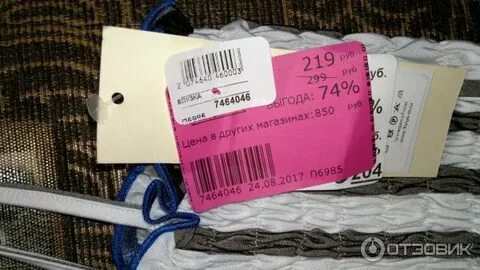 2 074640 460003
БЛУЗКА
7464046
219 руб
299 руб
ВЫГОДА: 74%
Цена в других магазинах: 850 руб
7464046 24.08.2017 П6985
уб.
%
204
ОТЗОВИК